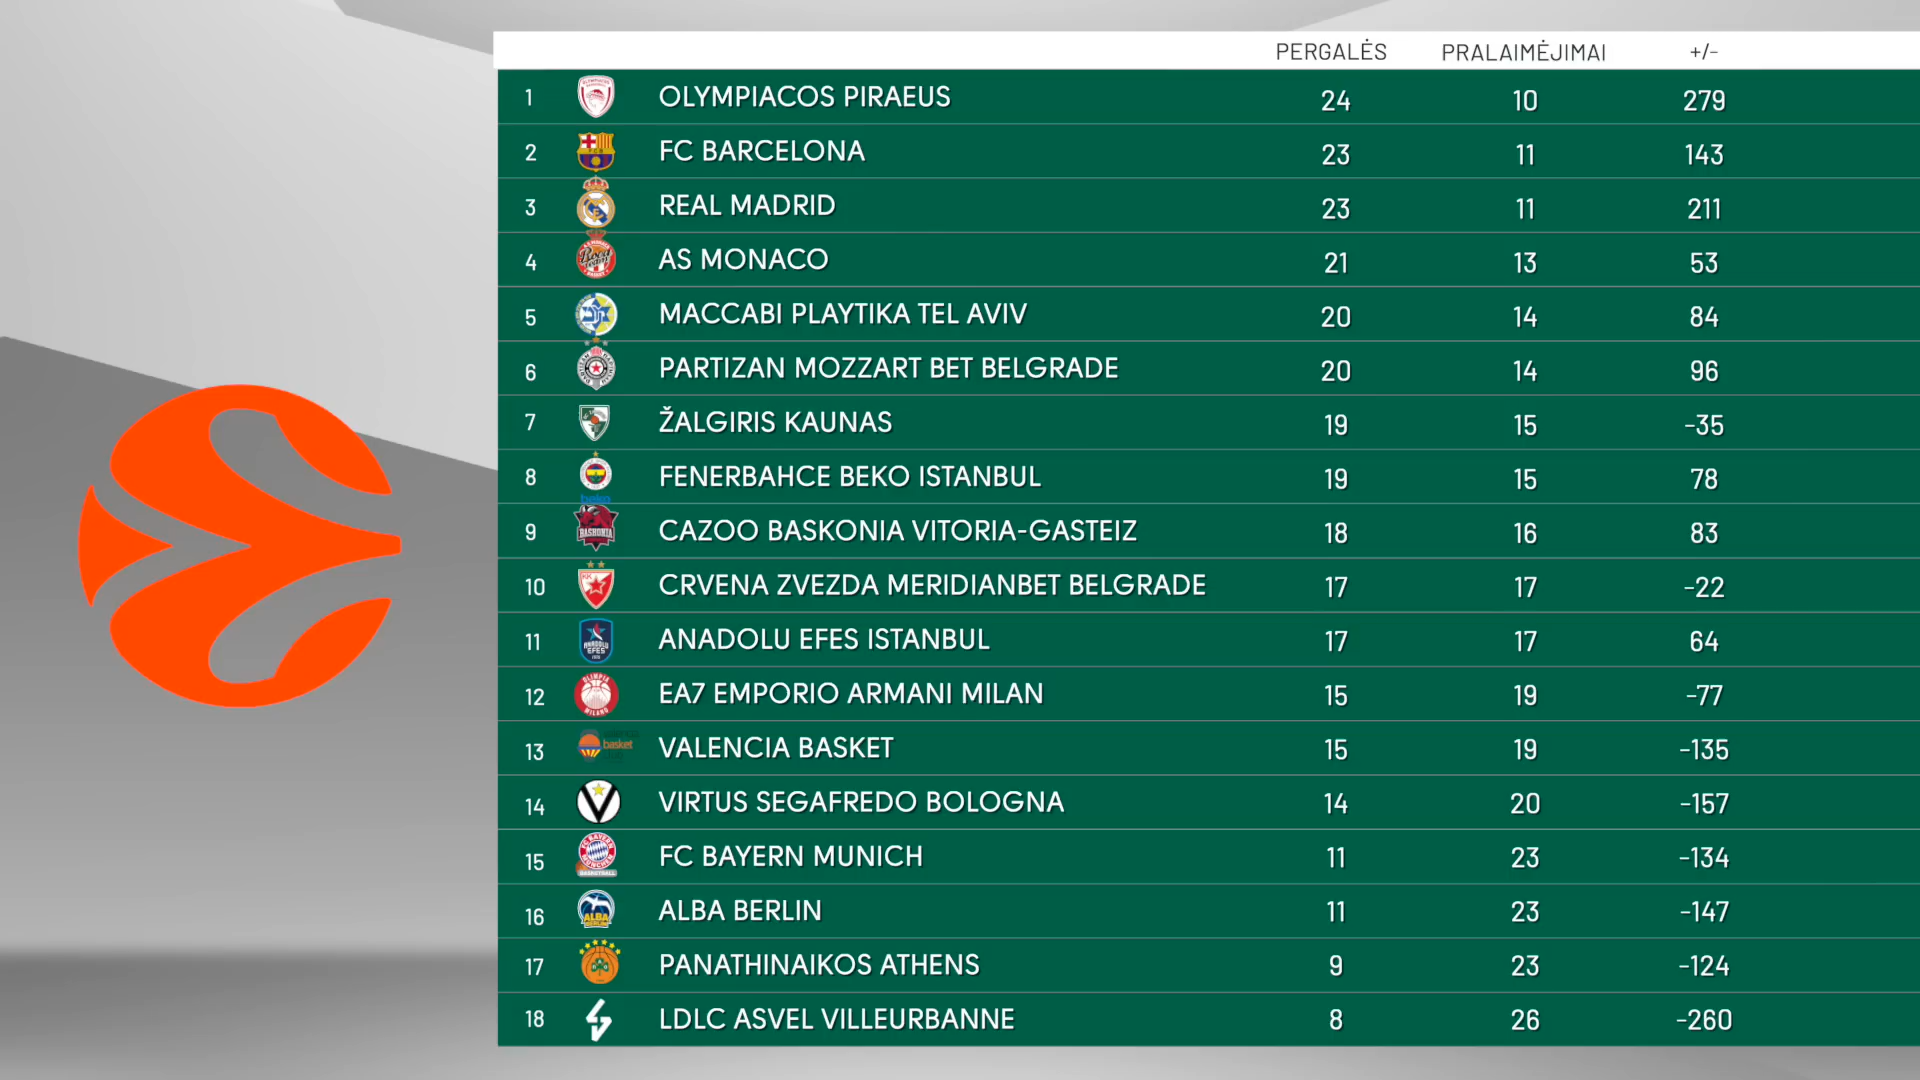 PERGALĖS PRALAIMĖJIMAI +/-
1 OLYMPIACOS PIRAEUS 24 10 279
2 FC BARCELONA 23 11 143
3 REAL MADRID 23 11 211
4 AS MONACO 21 13 53
5 MACCABI PLAYTIKA TEL AVIV 20 14 84
6 PARTIZAN MOZZART BET BELGRADE 20 14 96
7 ŽALGIRIS KAUNAS 19 15 -35
8 FENERBAHCE BEKO ISTANBUL 19 15 78
9 CAZOO BASKONIA VITORIA-GASTEIZ 18 16 83
10 CRVENA ZVEZDA MERIDIANBET BELGRADE 17 17 -22
11 ANADOLU EFES ISTANBUL 17 17 64
12 EA7 EMPORIO ARMANI MILAN 15 19 -77
13 VALENCIA BASKET 15 19 -135
14 VIRTUS SEGAFREDO BOLOGNA 14 20 -157
15 FC BAYERN MUNICH 11 23 -134
16 ALBA BERLIN 11 23 -147
17 PANATHINAIKOS ATHENS 9 23 -124
18 LDLC ASVEL VILLEURBANNE 8 26 -260